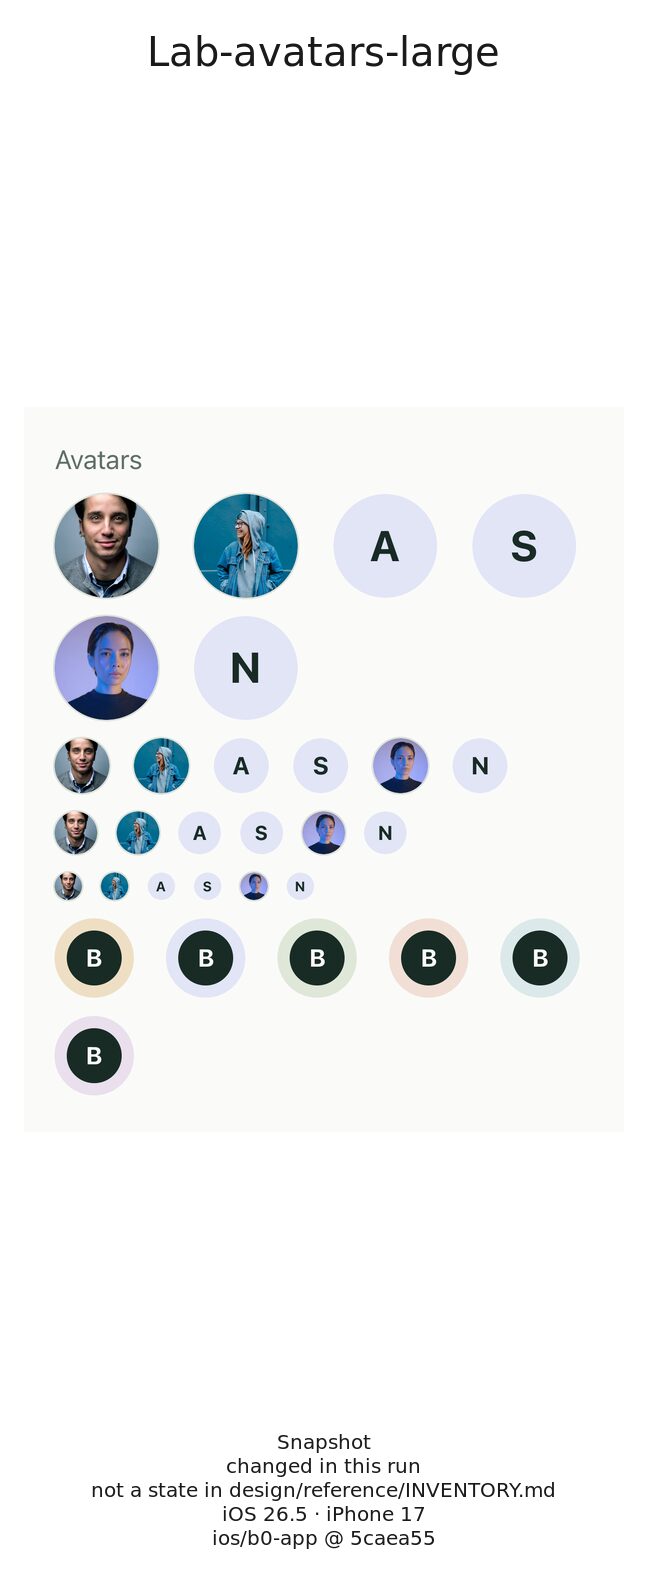 Lab-avatars-large
Avatars
A S
N
A S N
A S N
A S N
B B B B B
B
Snapshot
changed in this run
not a state in design/reference/INVENTORY.md
iOS 26.5 · iPhone 17
ios/b0-app @ 5caea55